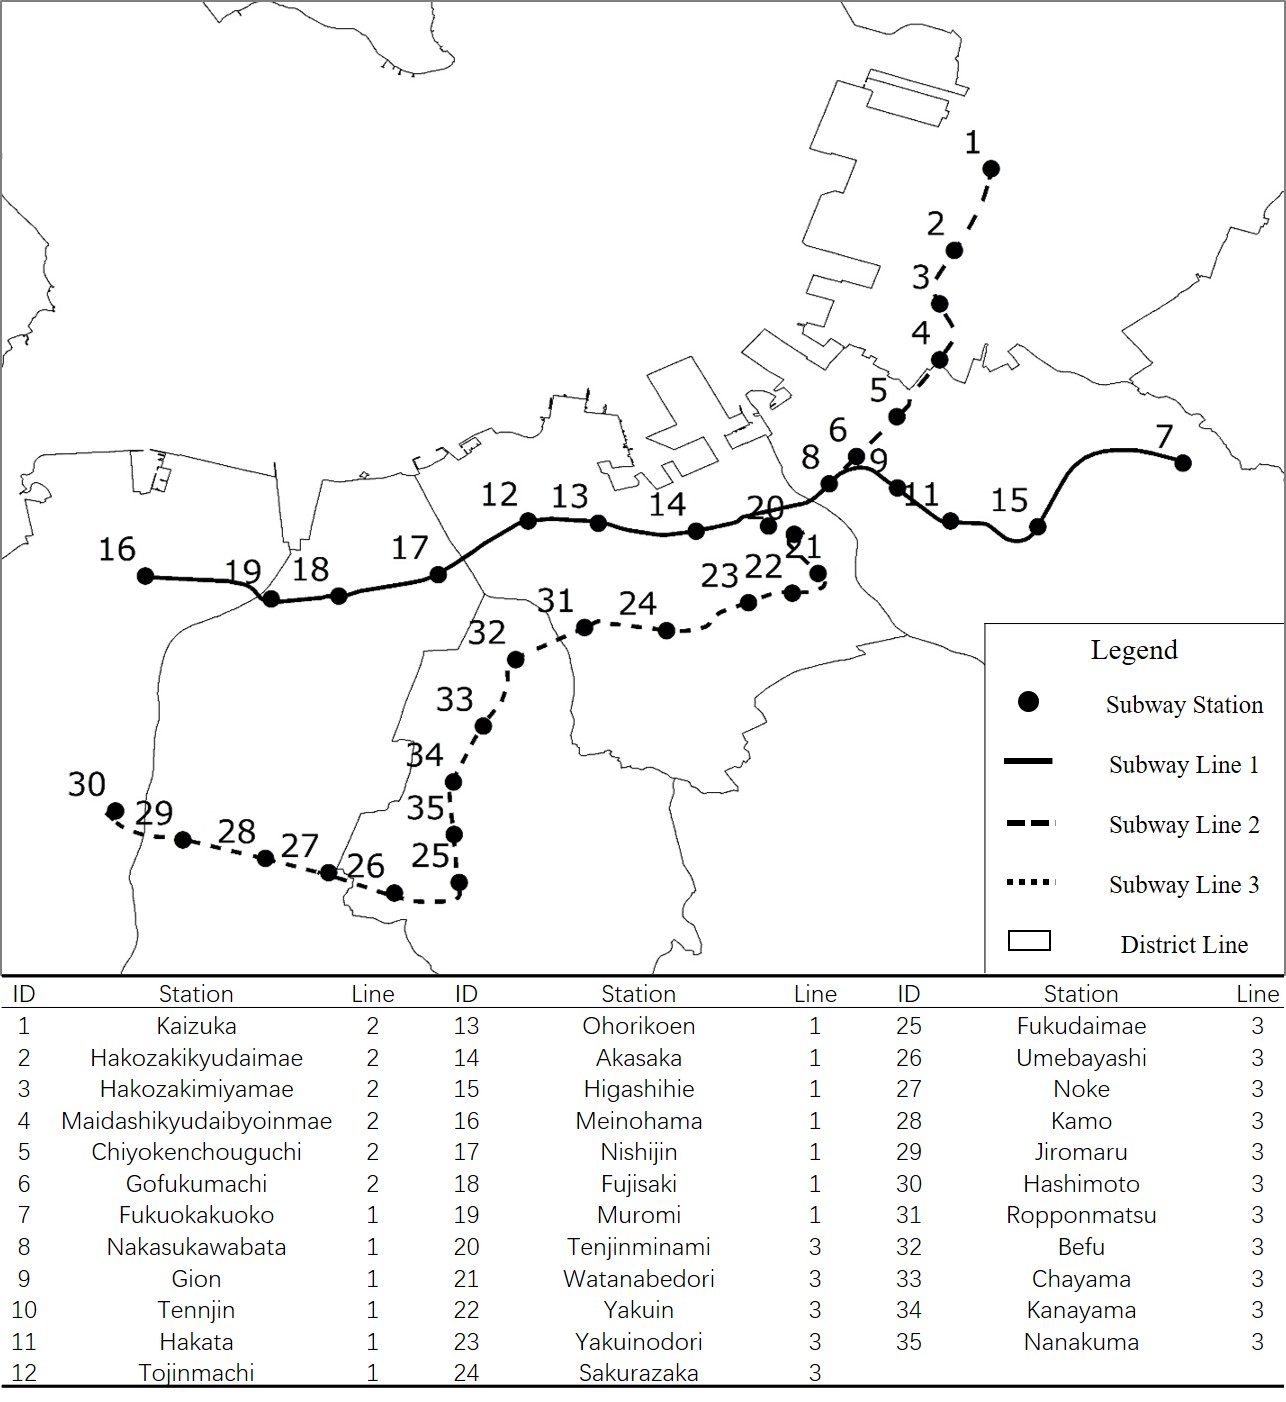 1
2
3
4
5
6
7
8
9
11
15
12
13
14
20
21
16
19
18
17
22
23
24
31
32
33
34
35
25
30
29
28
27
26
Legend
Subway Station
Subway Line 1
Subway Line 2
Subway Line 3
District Line
ID Station Line ID Station Line ID Station Line
1 Kaizuka 2 13 Ohorikoen 1 25 Fukudaimae 3
2 Hakozakikyudaimae 2 14 Akasaka 1 26 Umebayashi 3
3 Hakozakimiyamae 2 15 Higashihie 1 27 Noke 3
4 Maidashikyudaibyoinmae 2 16 Meinohama 1 28 Kamo 3
5 Chiyokenchouguchi 2 17 Nishijin 1 29 Jiromaru 3
6 Gofukumachi 2 18 Fujisaki 1 30 Hashimoto 3
7 Fukuokakuoko 1 19 Muromi 1 31 Ropponmatsu 3
8 Nakasukawabata 1 20 Tenjinminami 3 32 Befu 3
9 Gion 1 21 Watanabedori 3 33 Chayama 3
10 Tennjin 1 22 Yakuin 3 34 Kanayama 3
11 Hakata 1 23 Yakuinodori 3 35 Nanakuma 3
12 Tojinmachi 1 24 Sakurazaka 3